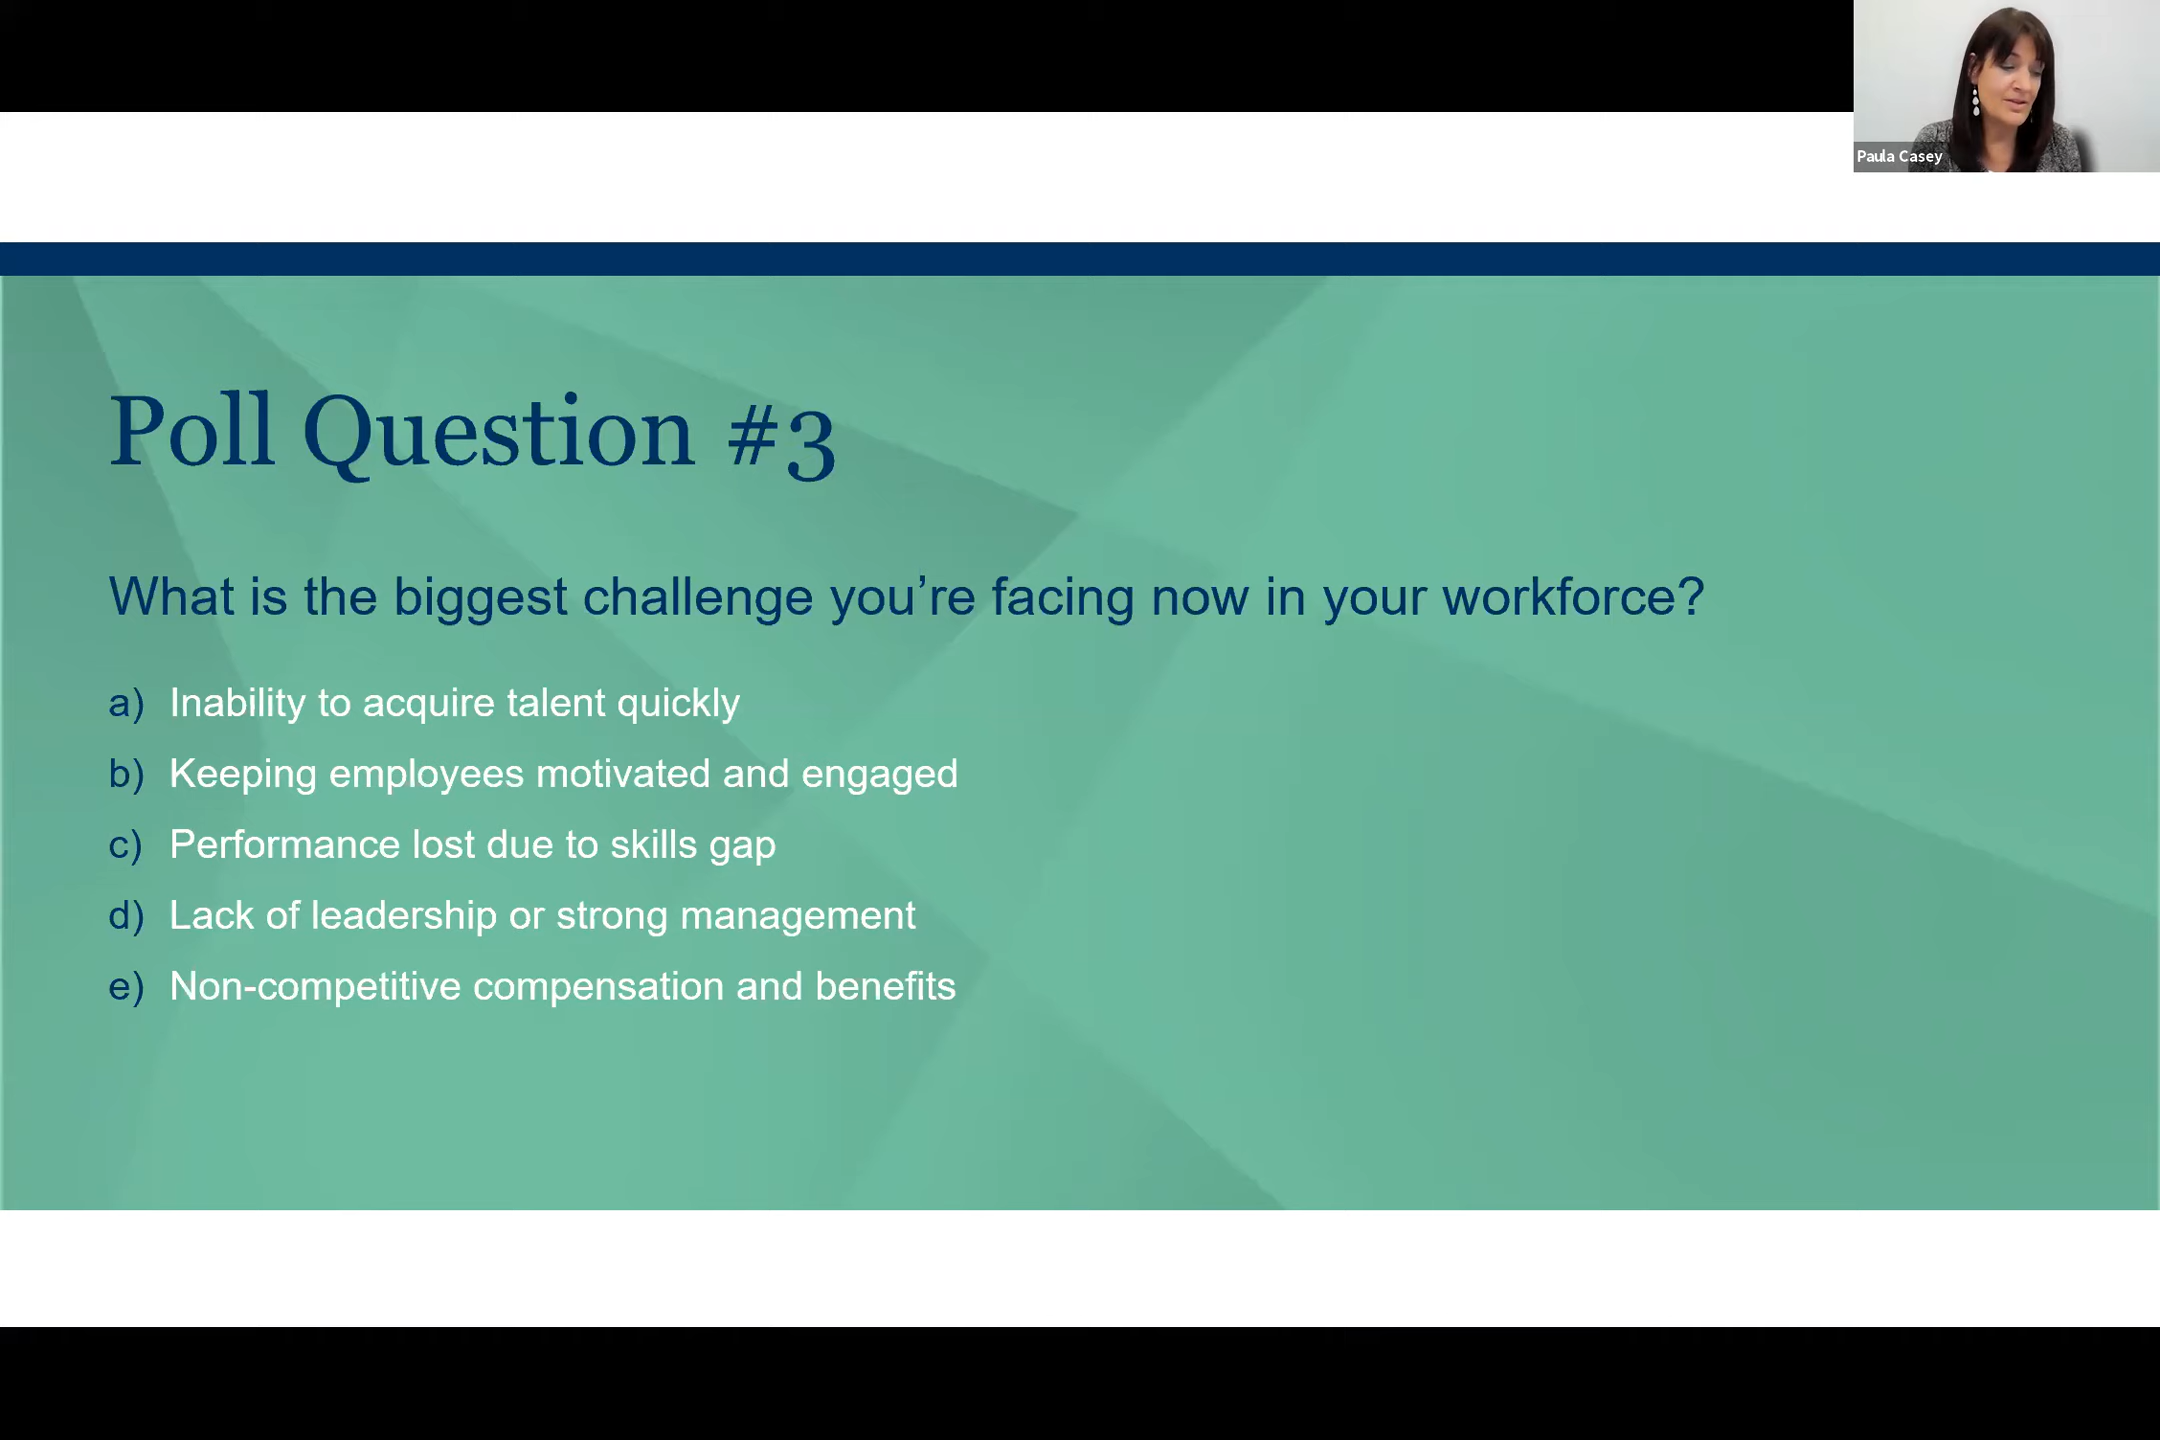 Paula Casey
Poll Question #3
What is the biggest challenge you’re facing now in your workforce?
a) Inability to acquire talent quickly
b) Keeping employees motivated and engaged
c) Performance lost due to skills gap
d) Lack of leadership or strong management
e) Non-competitive compensation and benefits